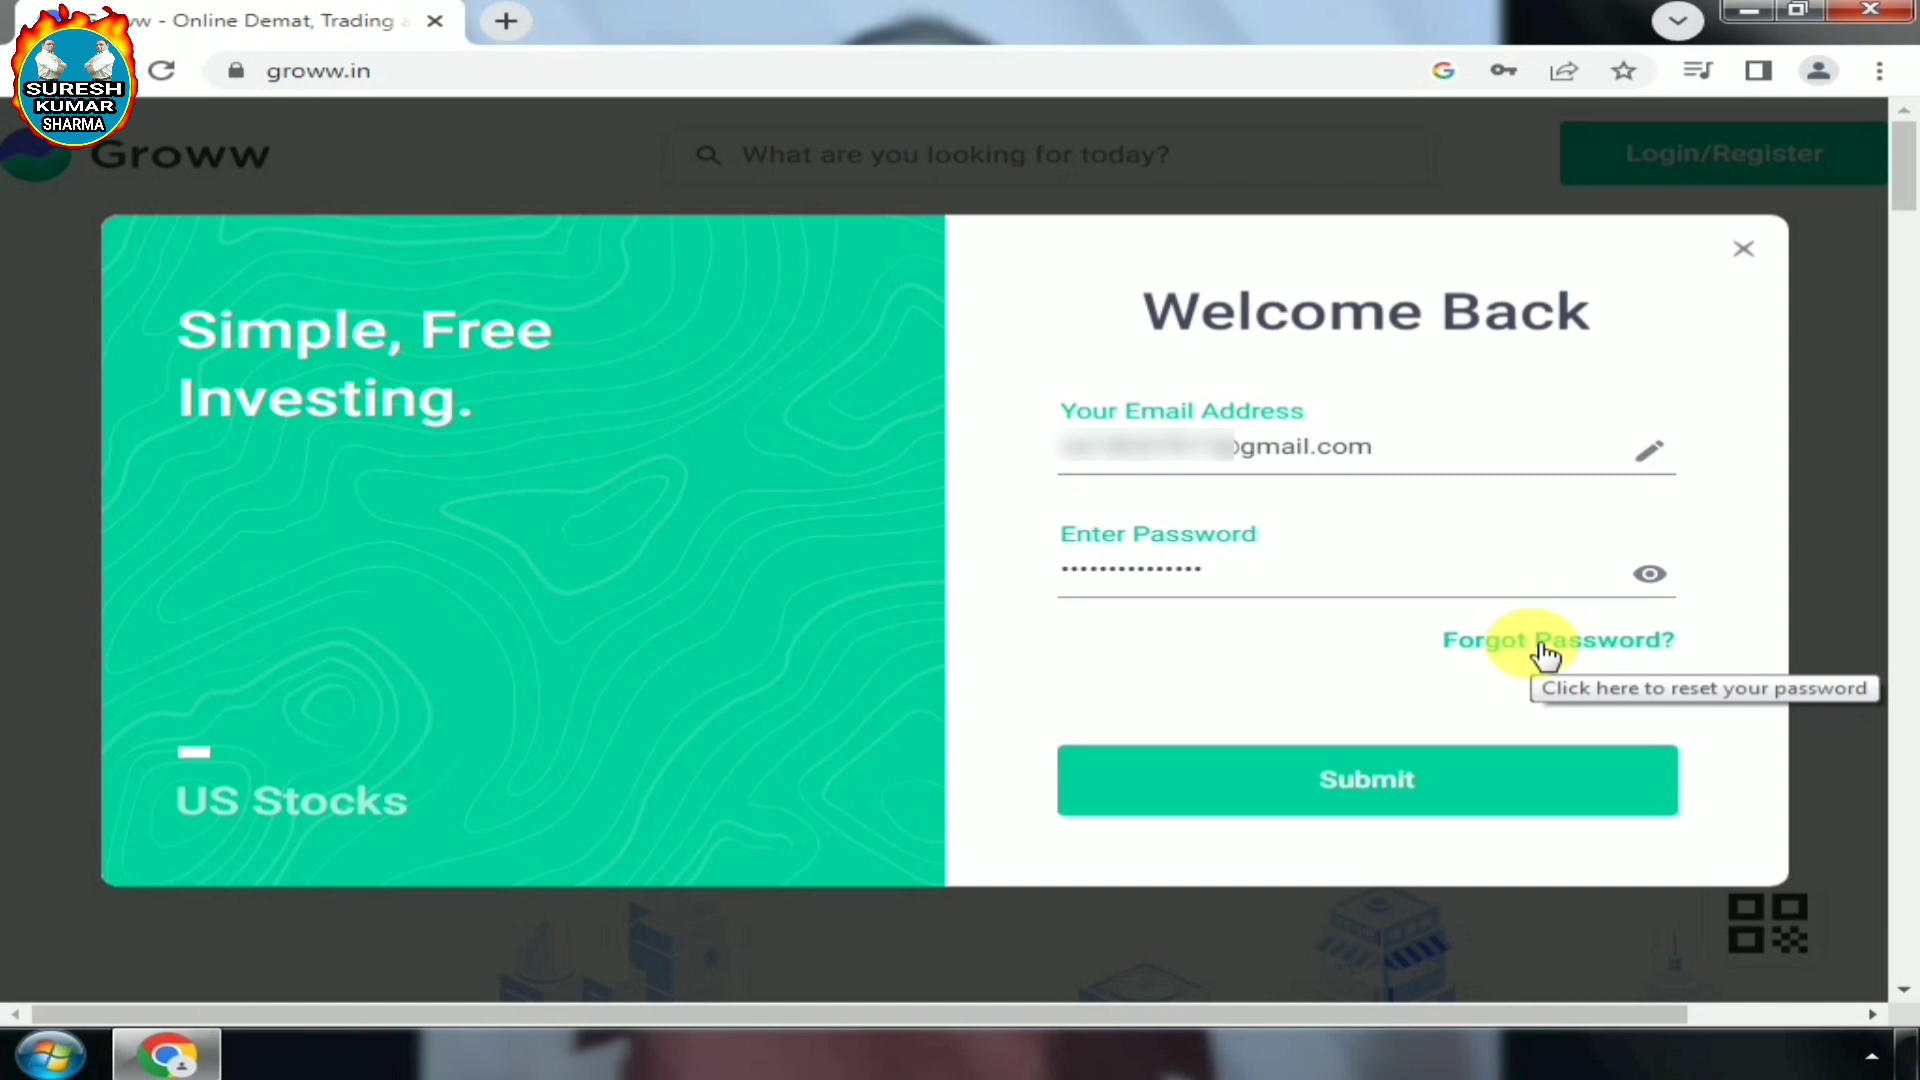 ww - Online Demat, Trading a
groww.in
SURESH
KUMAR
SHARMA
Groww
What are you looking for today?
Login/Register
Simple, Free
Investing.
US Stocks
Welcome Back
Your Email Address
@gmail.com
Enter Password
•••••••••••••••
Forgot Password?
Click here to reset your password
Submit